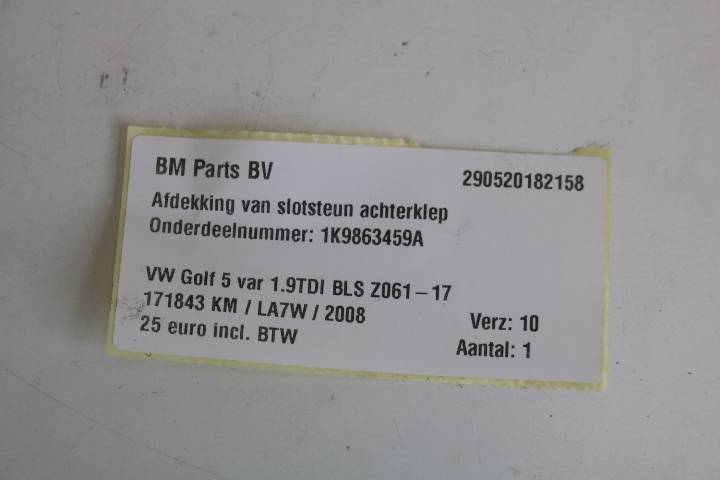 BM Parts BV
290520182158
Afdekking van slotsteun achterklep
Onderdeelnummer: 1K9863459A
VW Golf 5 var 1.9TDI BLS Z061-17
171843 KM / LA7W / 2008
Verz: 10
25 euro incl. BTW
Aantal: 1